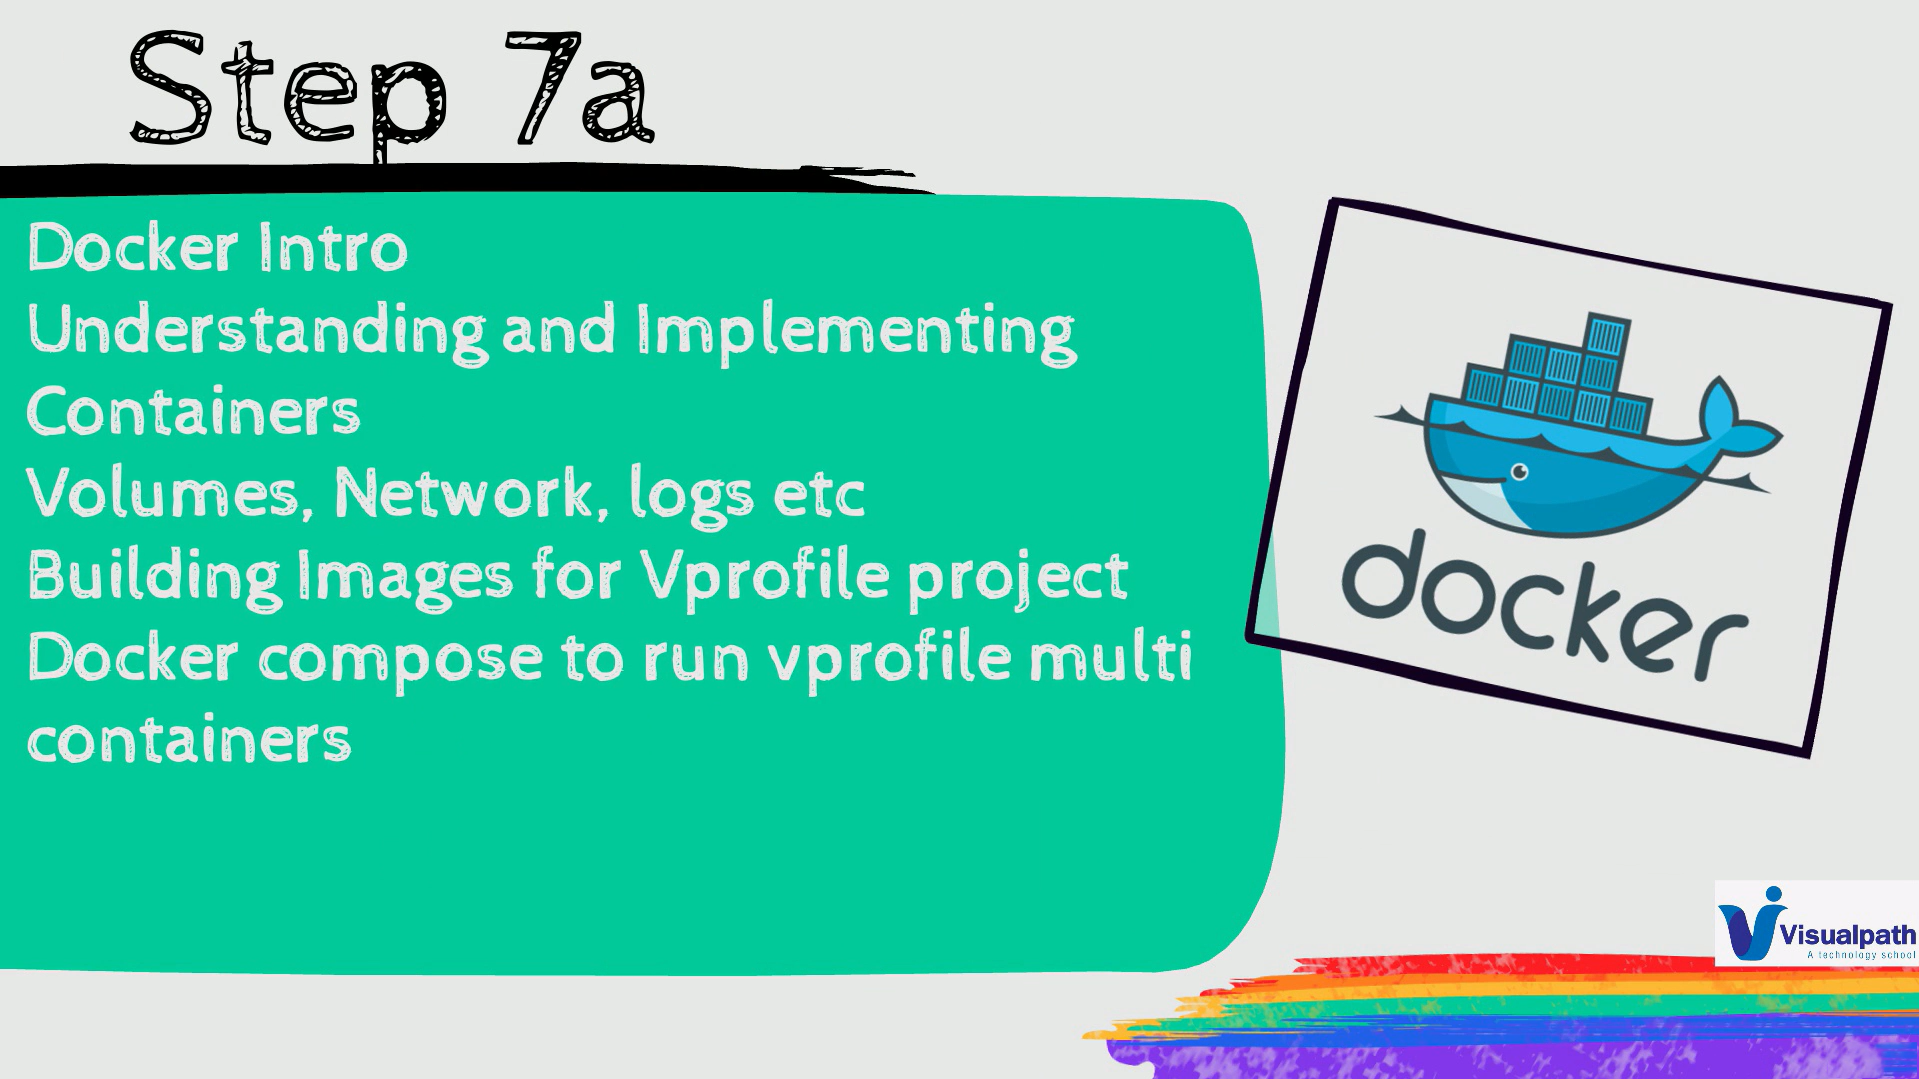 Step 7a
Docker Intro
Understanding and Implementing
Containers
Volumes, Network, logs etc
Building Images for Vprofile project
Docker compose to run vprofile multi
containers
docker
Visualpath
A technology school